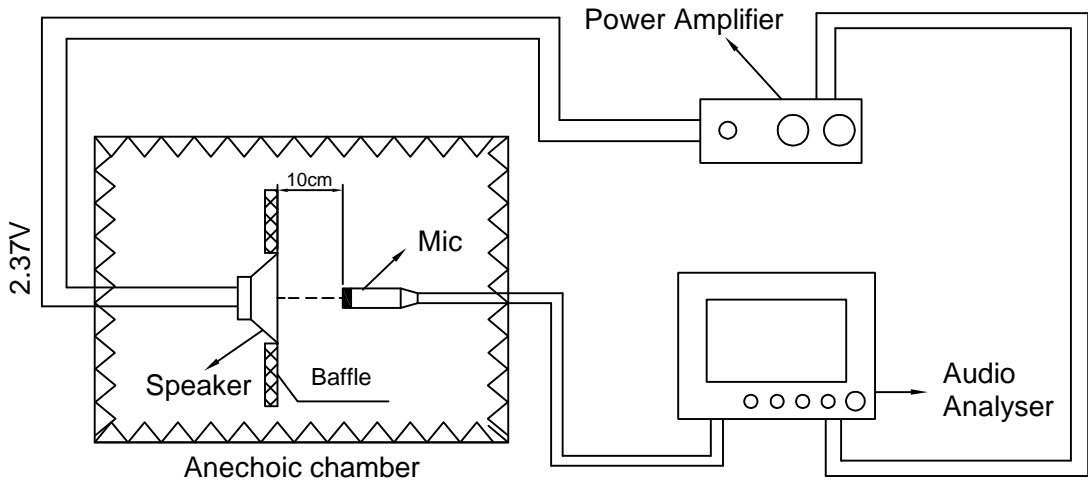 Power Amplifier
10cm
Mic
2.37V
Speaker
Baffle
Audio
Analyser
Anechoic chamber